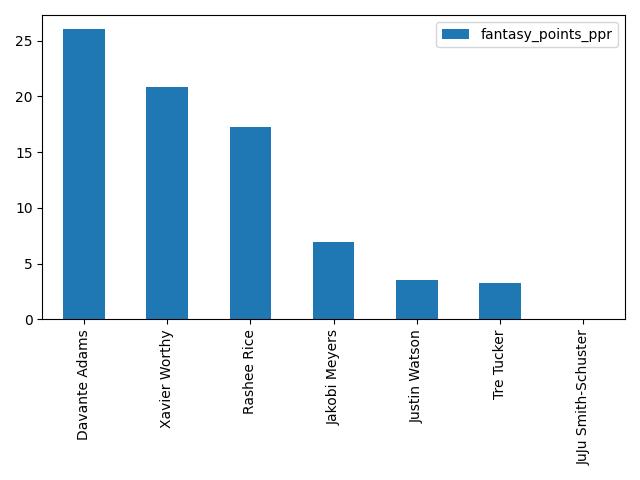 fantasy_points_ppr
25
20
15
10
5
0
Davante Adams
Xavier Worthy
Rashee Rice
Jakobi Meyers
Justin Watson
Tre Tucker
JuJu Smith-Schuster